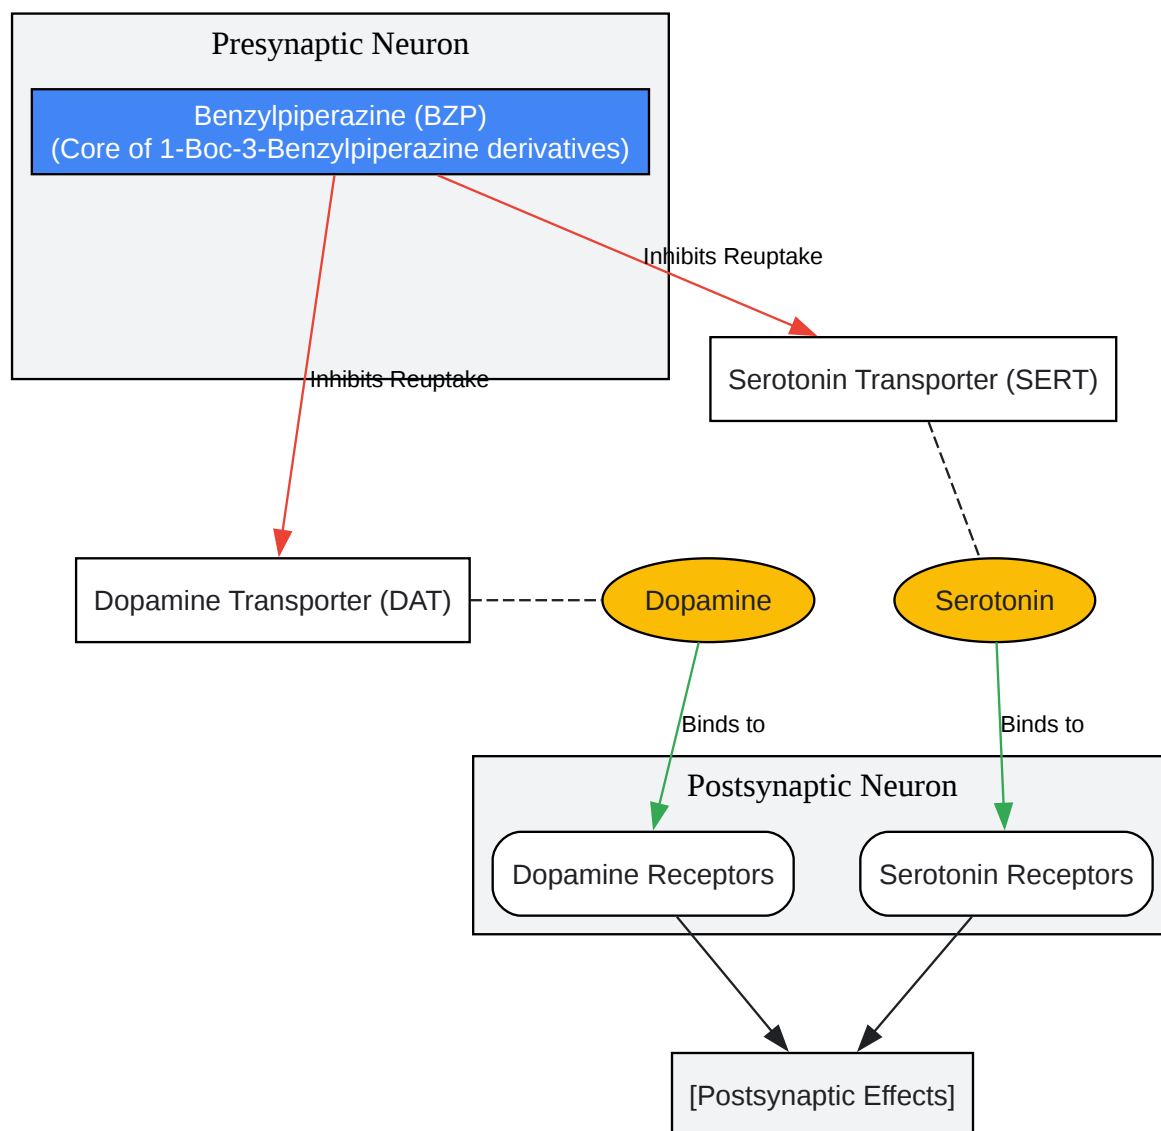 Presynaptic Neuron
Benzylpiperazine (BZP)
(Core of 1-Boc-3-Benzylpiperazine derivatives)
Inhibits Reuptake
Inhibits Reuptake
Serotonin Transporter (SERT)
Dopamine Transporter (DAT)
Dopamine
Serotonin
Binds to
Binds to
Postsynaptic Neuron
Dopamine Receptors
Serotonin Receptors
[Postsynaptic Effects]